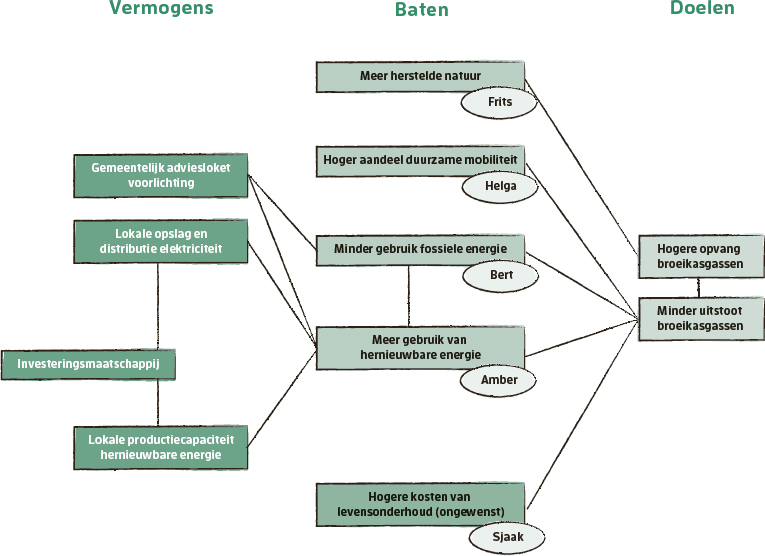 Vermogens
Baten
Doelen
Meer herstelde natuur
Frits
Gemeentelijk adviesloket
voorlichting
Hoger aandeel duurzame mobiliteit
Helga
Lokale opslag en
distributie elektriciteit
Minder gebruik fossiele energie
Bert
Hogere opvang
broeikasgassen
Minder uitstoot
broeikasgassen
Investeringsmaatschappij
Meer gebruik van
hernieuwbare energie
Amber
Lokale productiecapaciteit
hernieuwbare energie
Hogere kosten van
levensonderhoud (ongewenst)
Sjaak